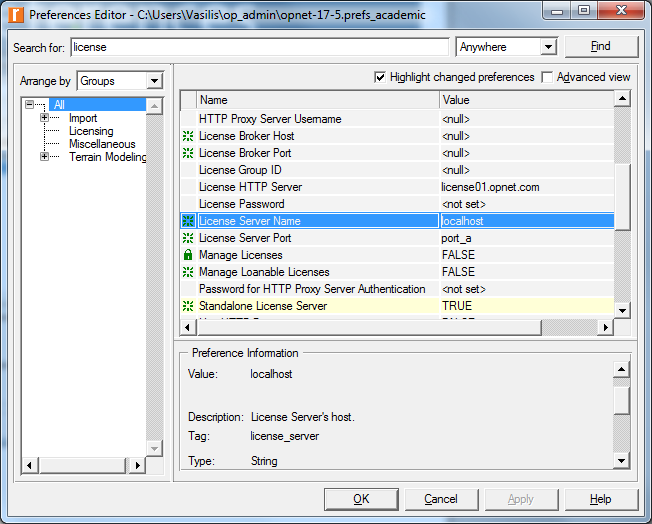 Preferences Editor - C:\Users\Vasilis\op_admin\opnet-17-5.prefs_academic
Search for: license Anywhere Find
Arrange by Groups
Highlight changed preferences Advanced view
All
Import
Licensing
Miscellaneous
Terrain Modeling
Name Value
HTTP Proxy Server Username <null>
License Broker Host <null>
License Broker Port <null>
License Group ID <null>
License HTTP Server license01.opnet.com
License Password <not set>
License Server Name localhost
License Server Port port_a
Manage Licenses FALSE
Manage Loanable Licenses FALSE
Password for HTTP Proxy Server Authentication <not set>
Standalone License Server TRUE
Preference Information
Value: localhost
Description: License Server's host.
Tag: license_server
Type: String
OK Cancel Apply Help